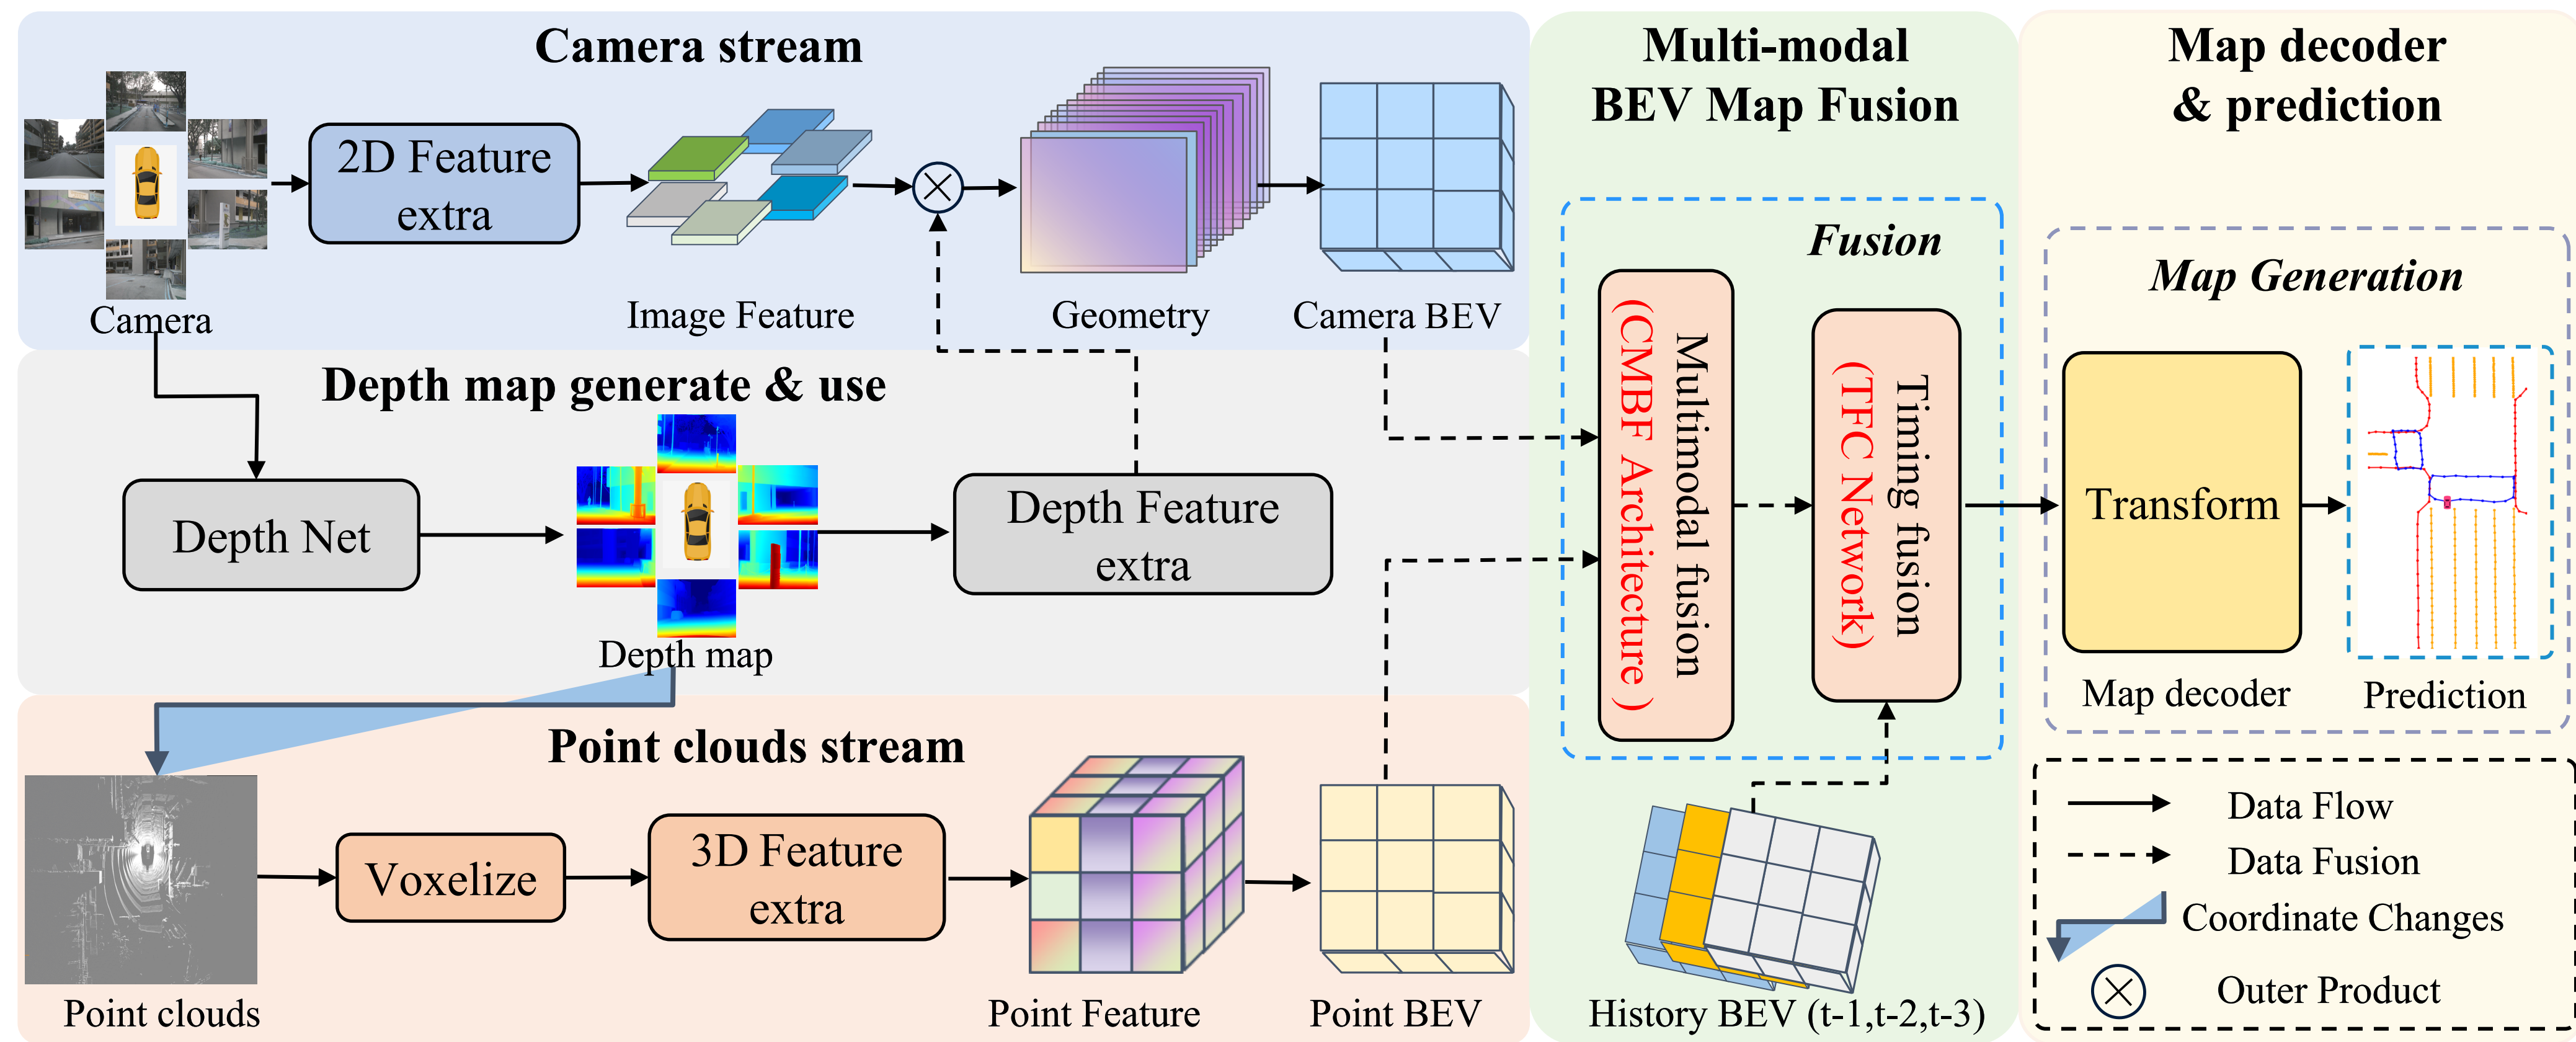 Camera stream
2D Feature
extra
Camera
Image Feature
Geometry
Camera BEV
Depth map generate & use
Depth Net
Depth map
Depth Feature
extra
Point clouds stream
Voxelize
3D Feature
extra
Point clouds
Point Feature
Point BEV
Multi-modal
BEV Map Fusion
Fusion
Multimodal fusion
(CMBF Architecture )
Timing fusion
(TFC Network)
History BEV (t-1,t-2,t-3)
Map decoder
& prediction
Map Generation
Transform
Map decoder
Prediction
Data Flow
Data Fusion
Coordinate Changes
Outer Product